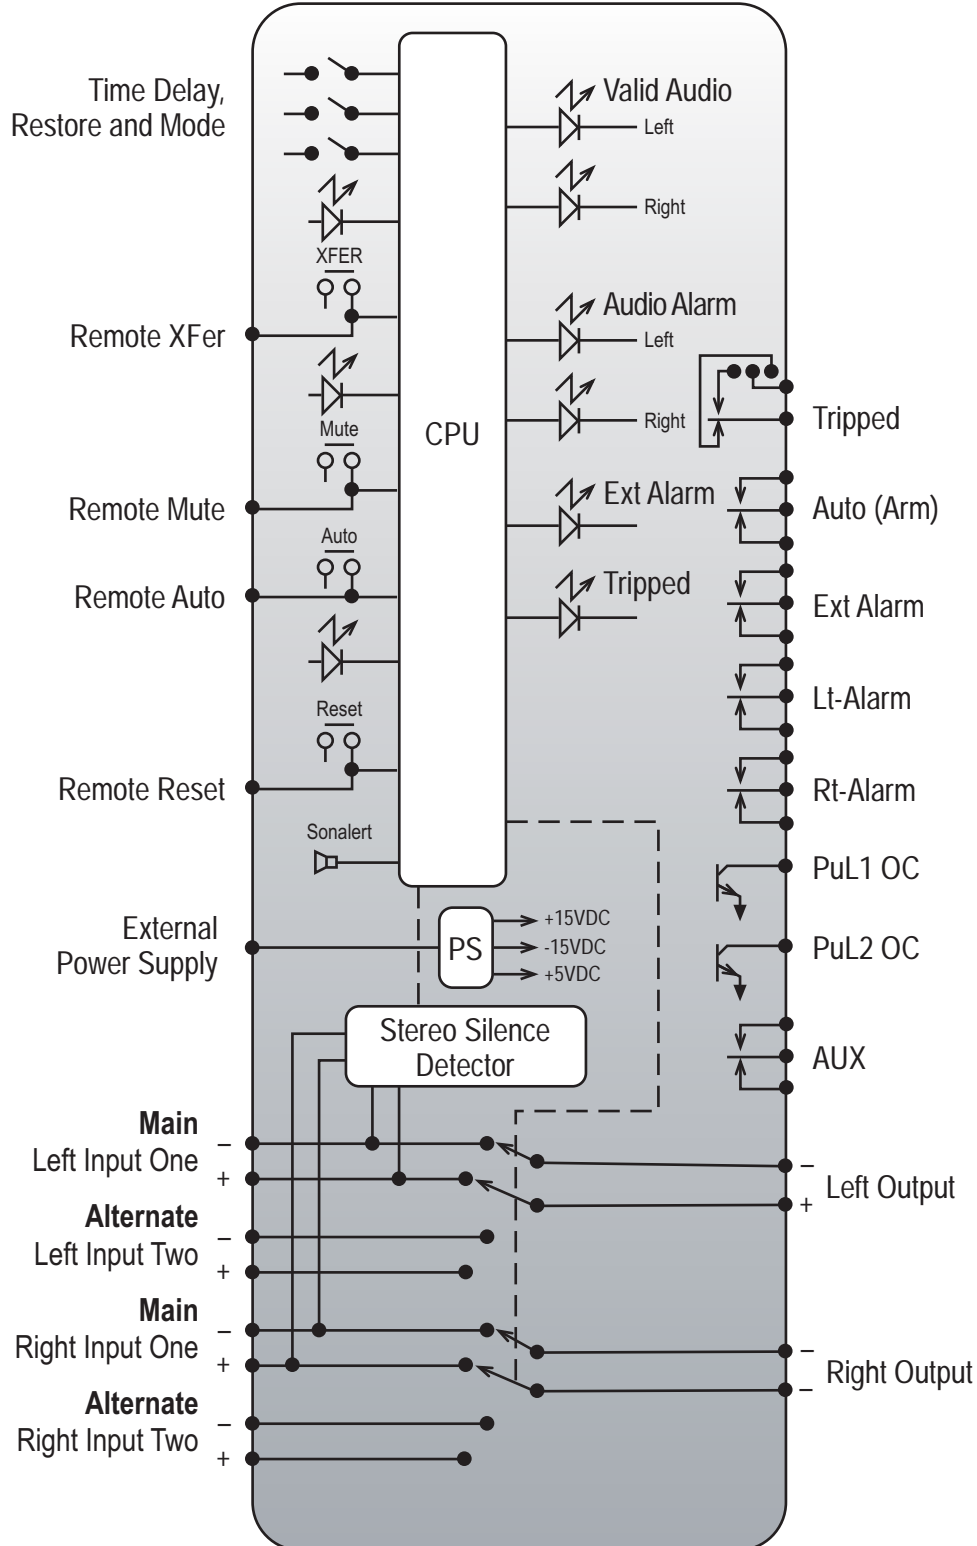 Time Delay,
Restore and Mode
XFER
Remote XFer
Mute
Remote Mute
Auto
Remote Auto
Reset
Remote Reset
Sonalert
External
Power Supply
CPU
Valid Audio
Left
Right
Audio Alarm
Left
Right
Ext Alarm
Tripped
Tripped
Auto (Arm)
Ext Alarm
Lt-Alarm
Rt-Alarm
PuL1 OC
PuL2 OC
AUX
PS
+15VDC
-15VDC
+5VDC
Stereo Silence
Detector
Main
–
Left Input One
+
Alternate
–
Left Input Two
+
Main
–
Right Input One
+
Alternate
–
Right Input Two
+
–
Left Output
+
–
Right Output
–